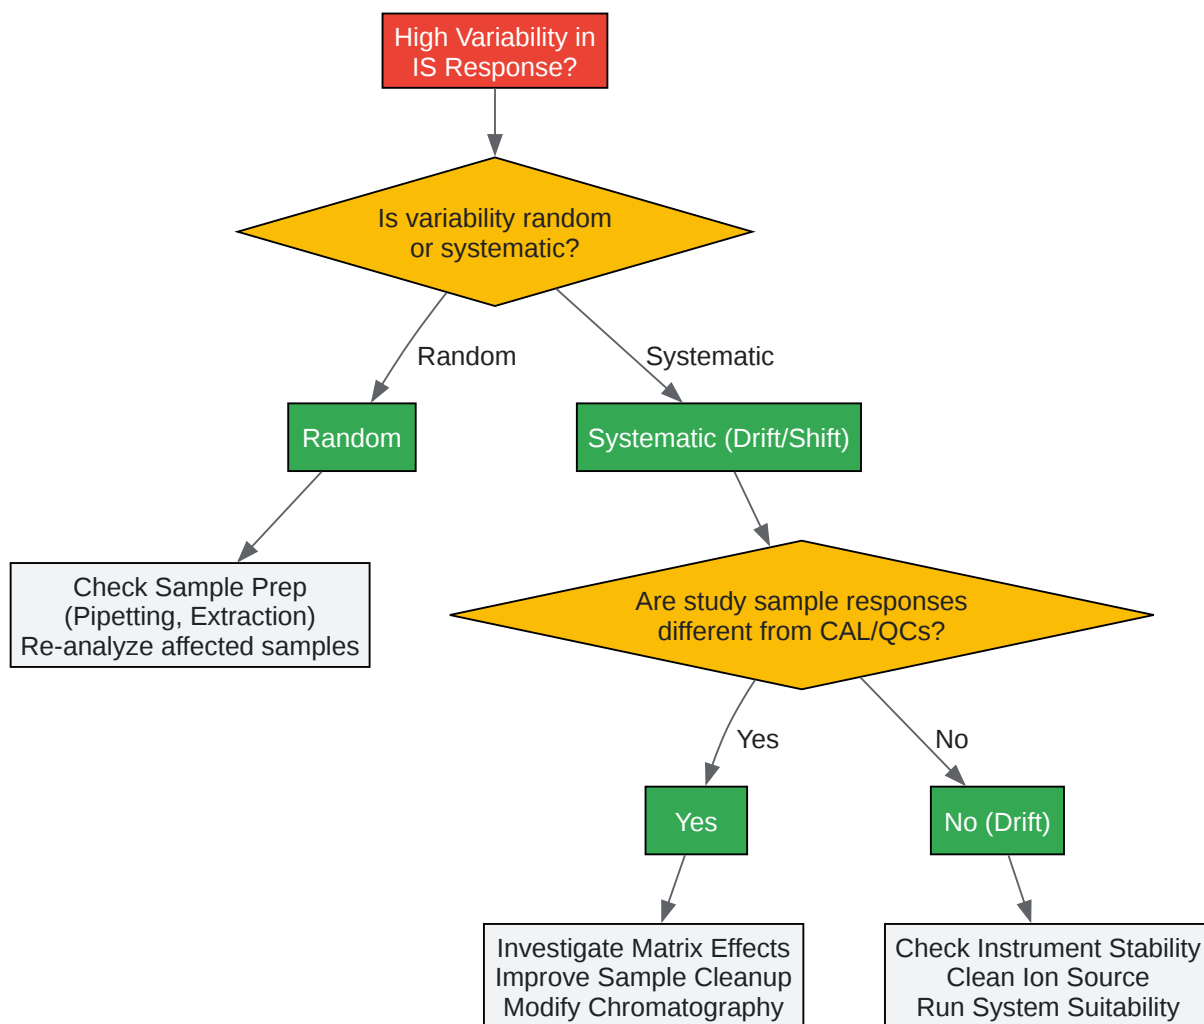 High Variability in
IS Response?
Is variability random
or systematic?
Random
Systematic
Random
Systematic (Drift/Shift)
Check Sample Prep
(Pipetting, Extraction)
Re-analyze affected samples
Are study sample responses
different from CAL/QCs?
Yes
No
Yes
No (Drift)
Investigate Matrix Effects
Improve Sample Cleanup
Modify Chromatography
Check Instrument Stability
Clean Ion Source
Run System Suitability